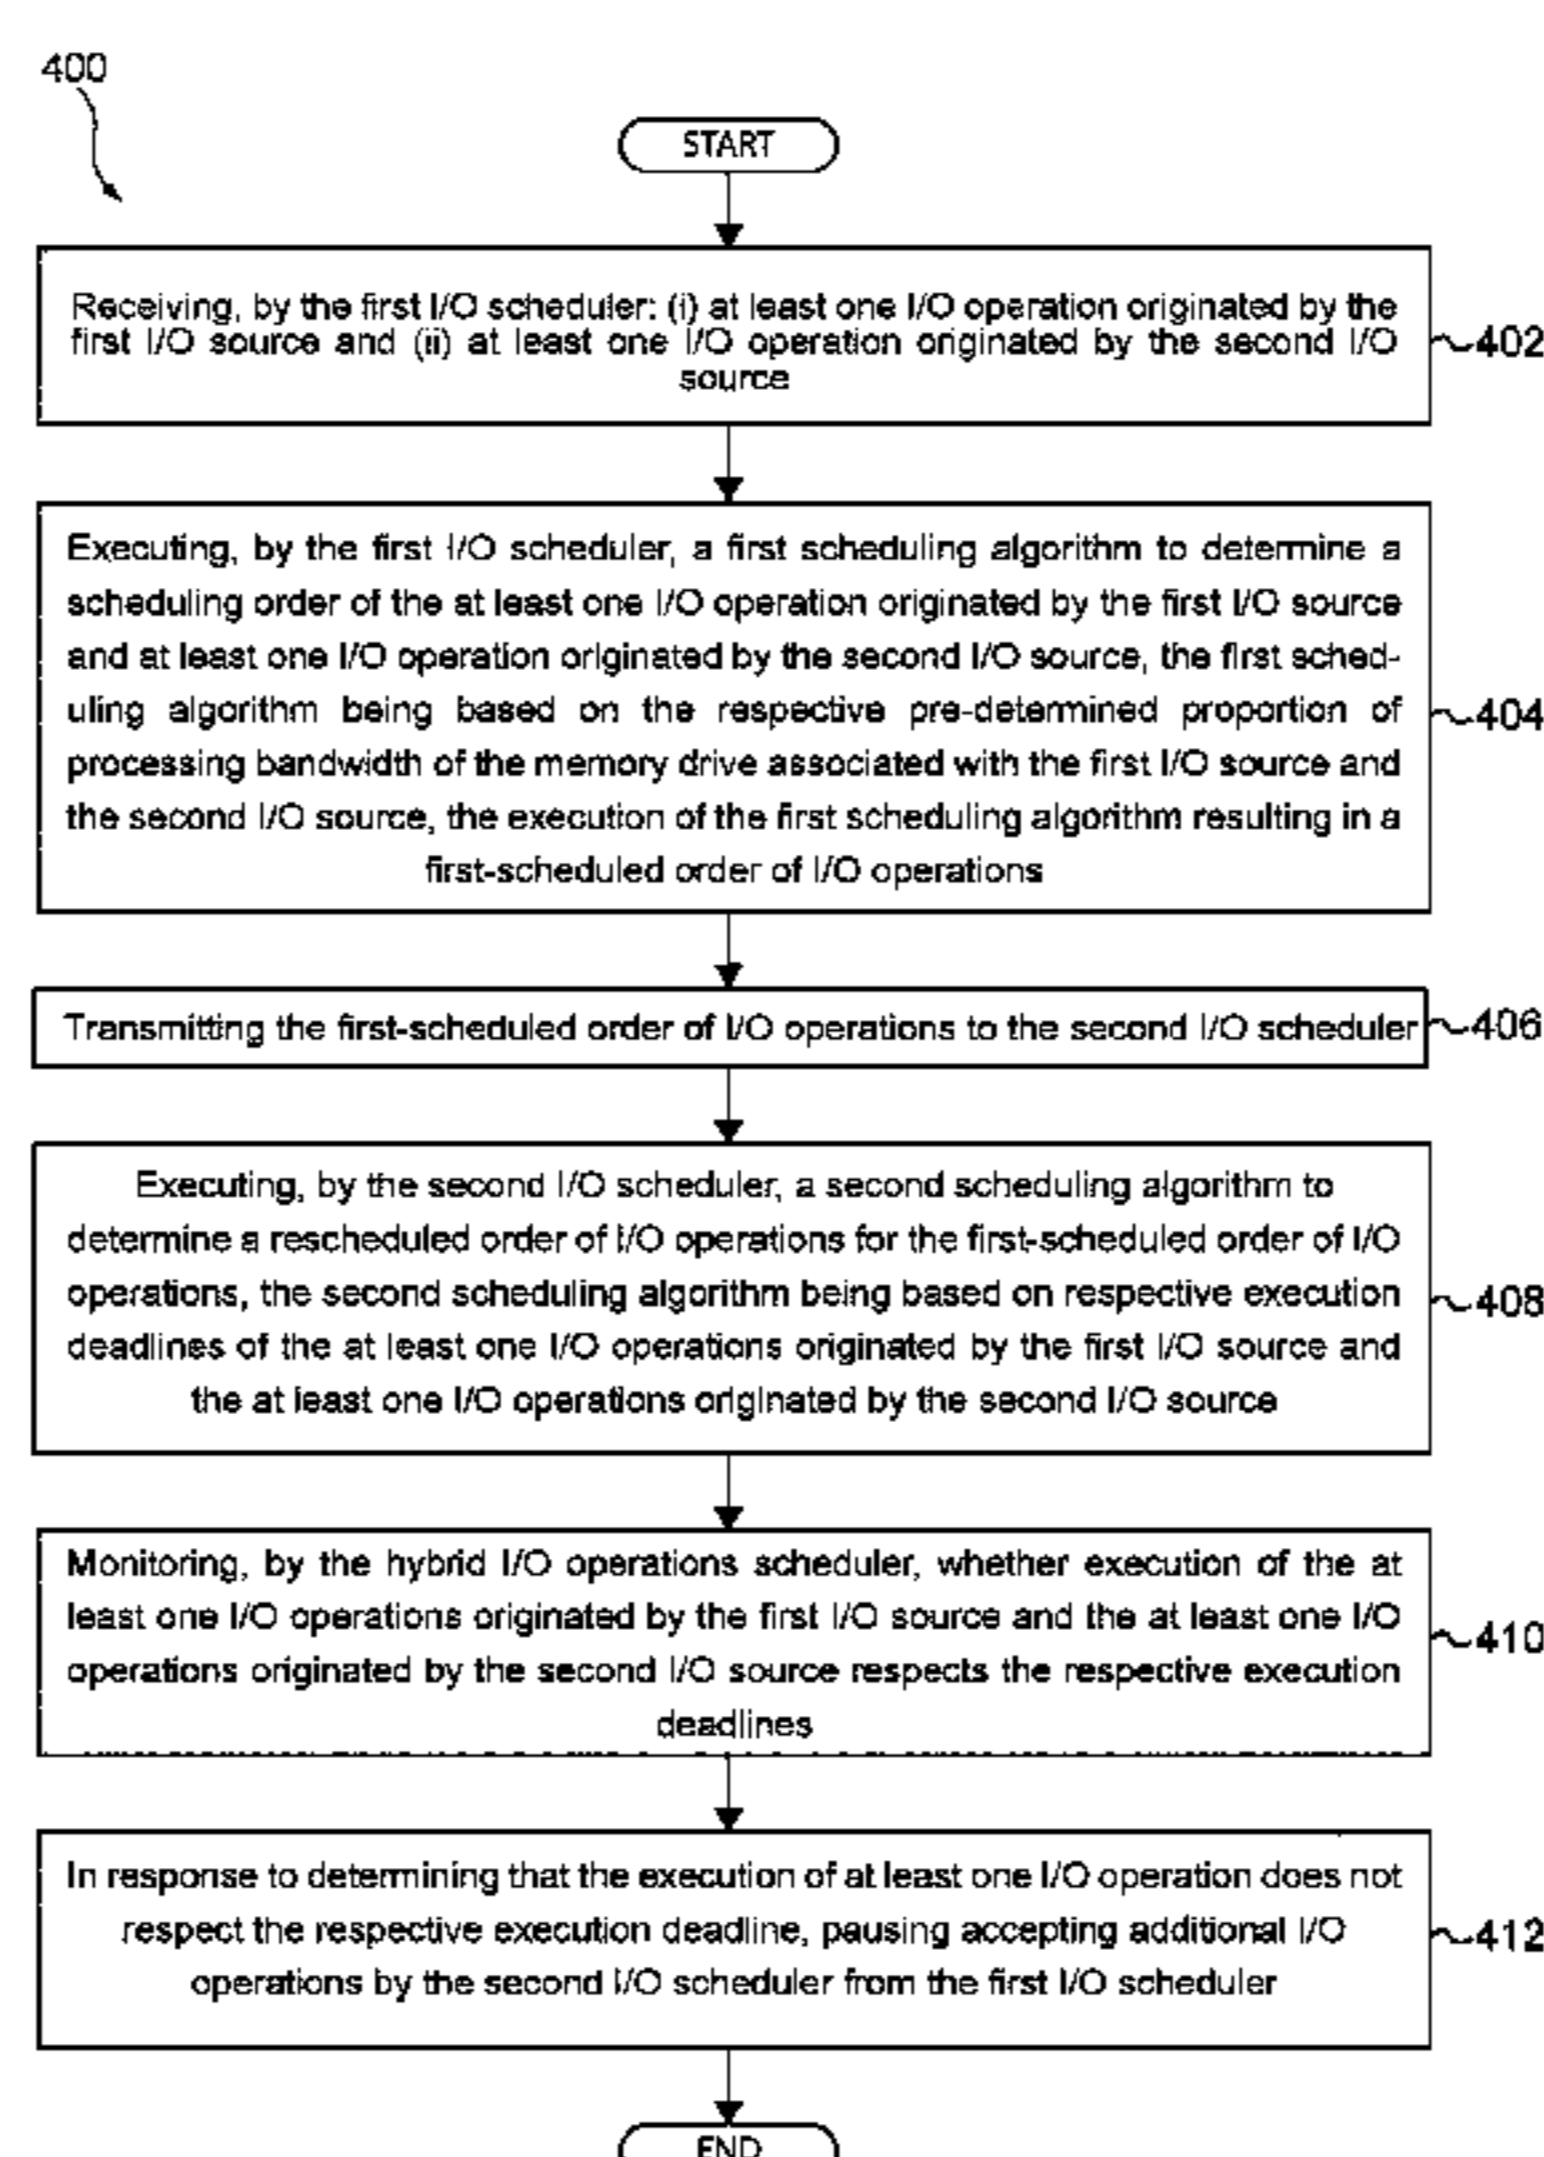 400
START
Receiving, by the first I/O scheduler: (i) at least one I/O operation originated by the
first I/O source and (ii) at least one I/O operation originated by the second I/O
source
402
Executing, by the first I/O scheduler, a first scheduling algorithm to determine a
scheduling order of the at least one I/O operation originated by the first I/O source
and at least one I/O operation originated by the second I/O source, the first sched-
uling algorithm being based on the respective pre-determined proportion of
processing bandwidth of the memory drive associated with the first I/O source and
the second I/O source, the execution of the first scheduling algorithm resulting in a
first-scheduled order of I/O operations
404
Transmitting the first-scheduled order of I/O operations to the second I/O scheduler
406
Executing, by the second I/O scheduler, a second scheduling algorithm to
determine a rescheduled order of I/O operations for the first-scheduled order of I/O
operations, the second scheduling algorithm being based on respective execution
deadlines of the at least one I/O operations originated by the first I/O source and
the at least one I/O operations originated by the second I/O source
408
Monitoring, by the hybrid I/O operations scheduler, whether execution of the at
least one I/O operations originated by the first I/O source and the at least one I/O
operations originated by the second I/O source respects the respective execution
deadlines
410
In response to determining that the execution of at least one I/O operation does not
respect the respective execution deadline, pausing accepting additional I/O
operations by the second I/O scheduler from the first I/O scheduler
412
END